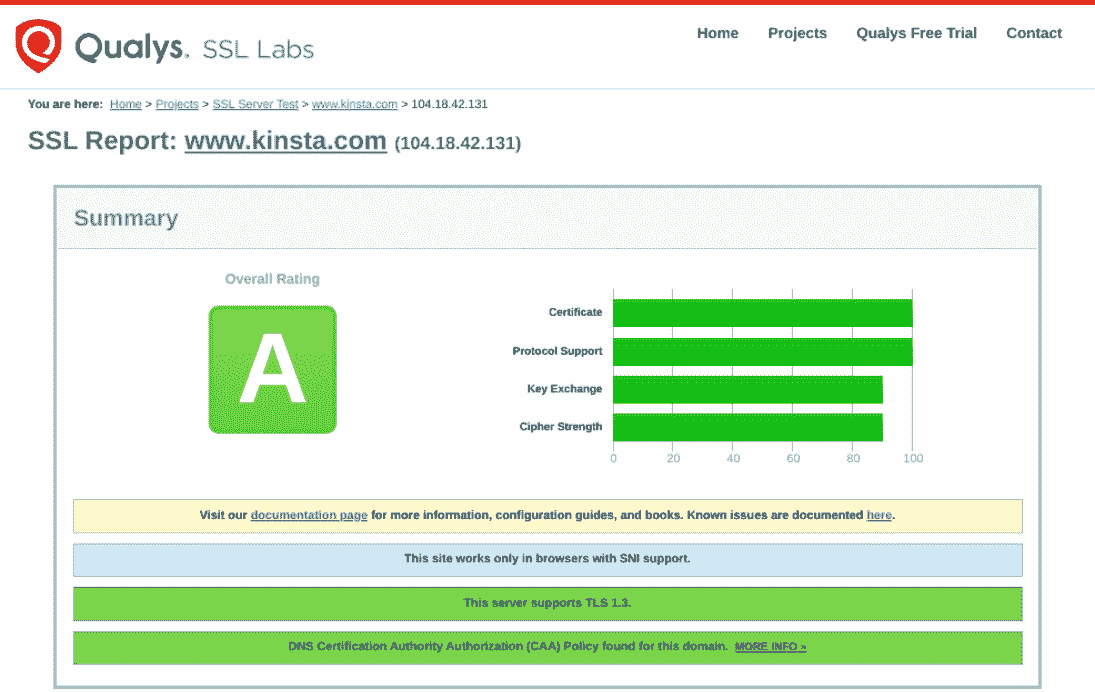 Qualys. SSL Labs
Home Projects Qualys Free Trial Contact
You are here: Home > Projects > SSL Server Test > www.kinsta.com > 104.18.42.131
SSL Report: www.kinsta.com (104.18.42.131)
Summary
Overall Rating
A
Certificate
Protocol Support
Key Exchange
Cipher Strength
0 20 40 60 80 100
Visit our documentation page for more information, configuration guides, and books. Known issues are documented here.
This site works only in browsers with SNI support.
This server supports TLS 1.3.
DNS Certification Authority Authorization (CAA) Policy found for this domain. MORE INFO »